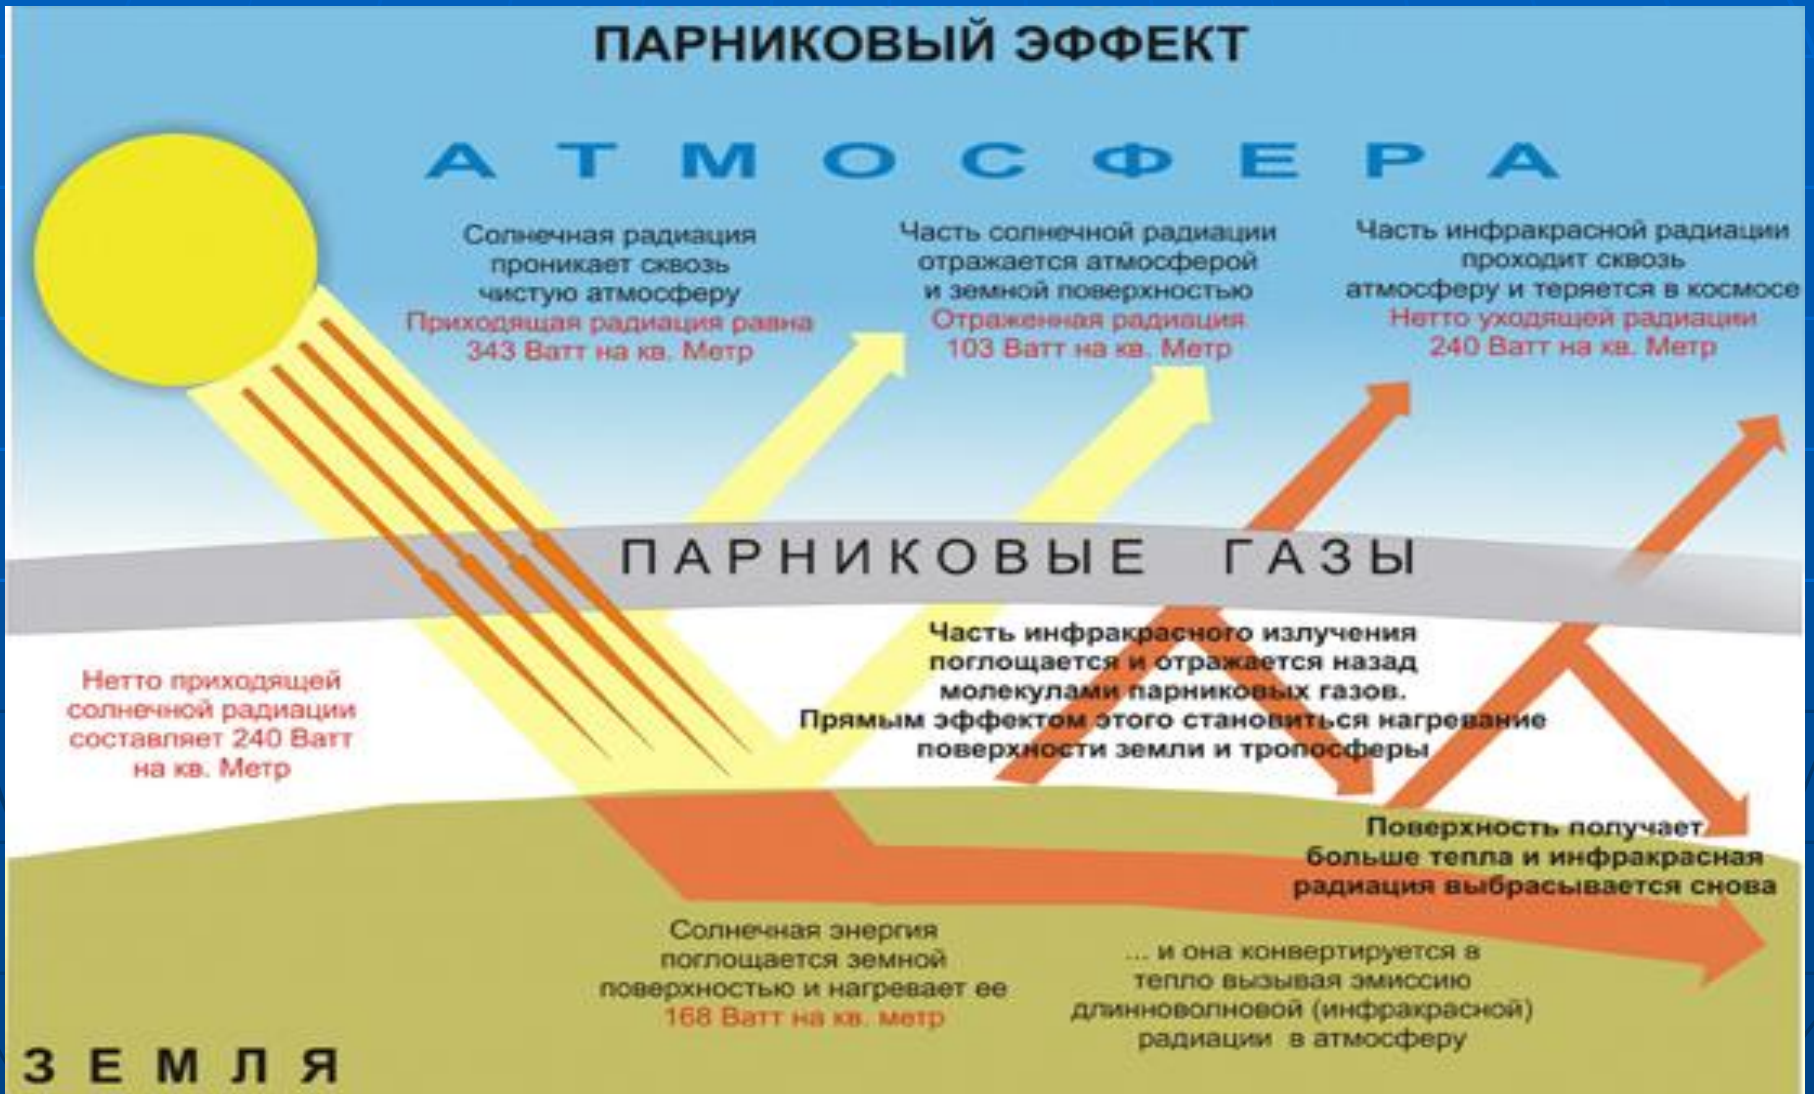 ПАРНИКОВЫЙ ЭФФЕКТ
АТМОСФЕРА
Солнечная радиация
проникает сквозь
чистую атмосферу
Приходящая радиация равна
343 Ватт на кв. Метр
Часть солнечной радиации
отражается атмосферой
и земной поверхностью
Отраженная радиация
103 Ватт на кв. Метр
Часть инфракрасной радиации
проходит сквозь
атмосферу и теряется в космосе
Нетто уходящей радиации
240 Ватт на кв. Метр
ПАРНИКОВЫЕ ГАЗЫ
Нетто приходящей
солнечной радиации
составляет 240 Ватт
на кв. Метр
Часть инфракрасного излучения
поглощается и отражается назад
молекулами парниковых газов.
Прямым эффектом этого становиться нагревание
поверхности земли и тропосферы
Поверхность получает
больше тепла и инфракрасная
радиация выбрасывается снова
Солнечная энергия
поглощается земной
поверхностью и нагревает ее
168 Ватт на кв. метр
... и она конвертируется в
тепло вызывая эмиссию
длинноволновой (инфракрасной)
радиации в атмосферу
ЗЕМЛЯ